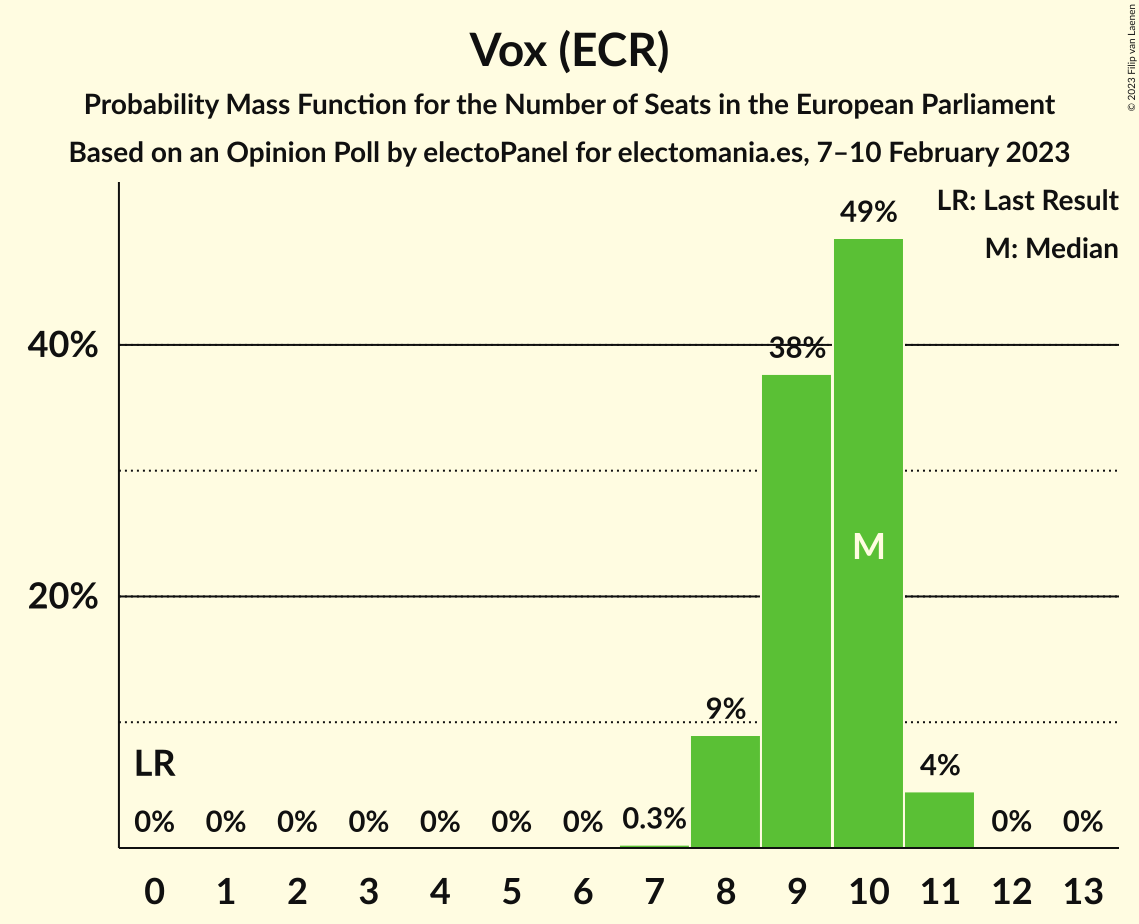 Vox (ECR)
Probability Mass Function for the Number of Seats in the European Parliament
Based on an Opinion Poll by electoPanel for electomania.es, 7–10 February 2023
© 2023 Filip van Laenen
LR: Last Result
M: Median
49%
40%
38%
M
20%
9%
LR
4%
0% 0% 0% 0% 0% 0% 0% 0.3% 0% 0%
0 1 2 3 4 5 6 7 8 9 10 11 12 13